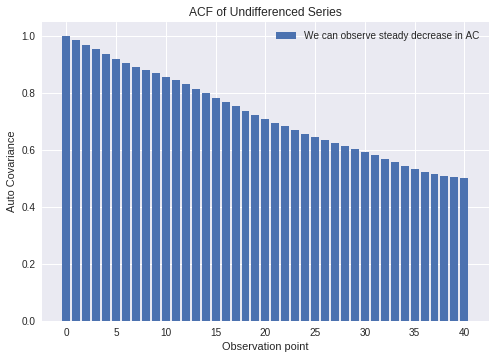 ACF of Undifferenced Series
We can observe steady decrease in AC
1.0
0.8
0.6
0.4
0.2
0.0
Auto Covariance
0 5 10 15 20 25 30 35 40
Observation point